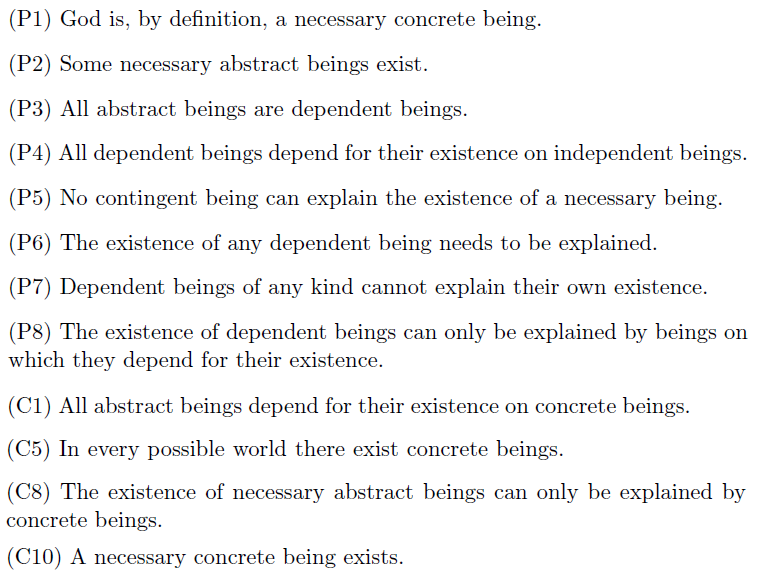 (P1) God is, by definition, a necessary concrete being.
(P2) Some necessary abstract beings exist.
(P3) All abstract beings are dependent beings.
(P4) All dependent beings depend for their existence on independent beings.
(P5) No contingent being can explain the existence of a necessary being.
(P6) The existence of any dependent being needs to be explained.
(P7) Dependent beings of any kind cannot explain their own existence.
(P8) The existence of dependent beings can only be explained by beings on
which they depend for their existence.
(C1) All abstract beings depend for their existence on concrete beings.
(C5) In every possible world there exist concrete beings.
(C8) The existence of necessary abstract beings can only be explained by
concrete beings.
(C10) A necessary concrete being exists.